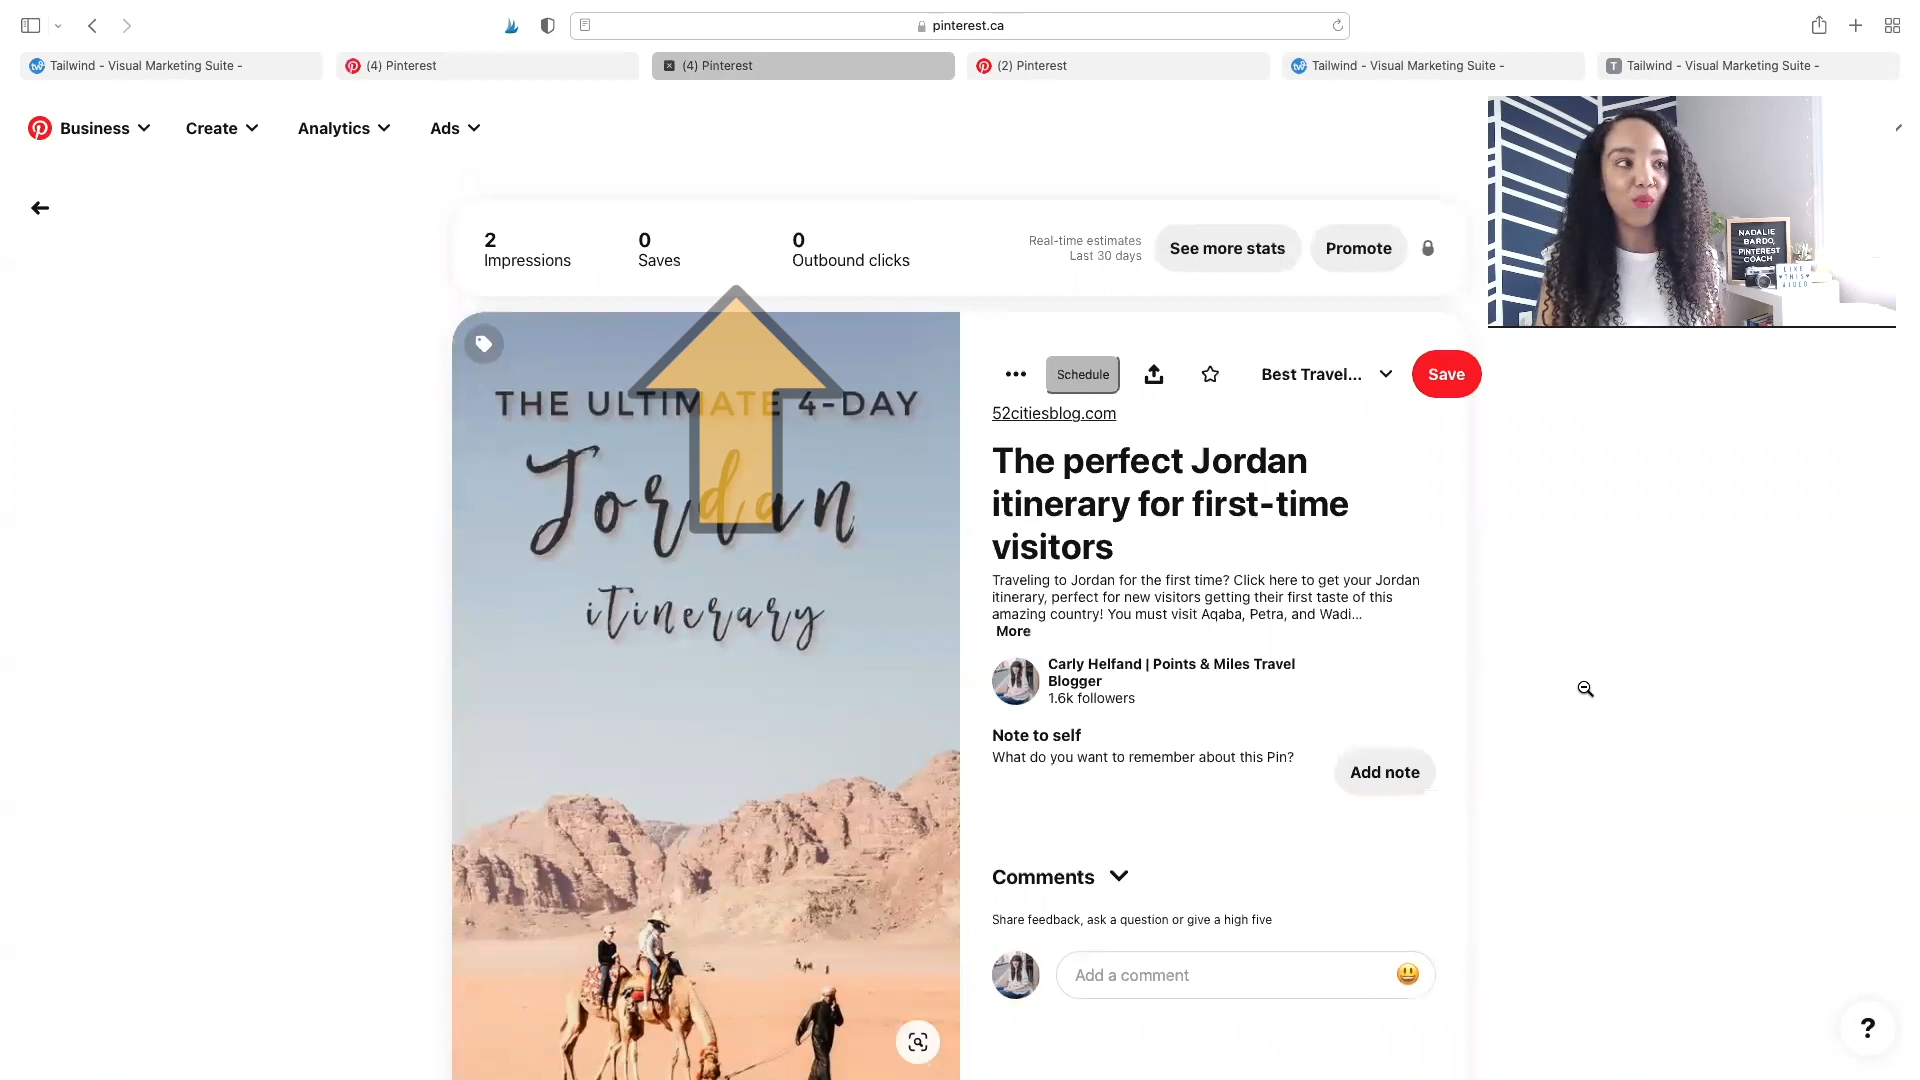 pinterest.ca
Tailwind - Visual Marketing Suite -
(4) Pinterest
(4) Pinterest
(2) Pinterest
Tailwind - Visual Marketing Suite -
T
Tailwind - Visual Marketing Suite -
Business
Create
Analytics
Ads
NADALIE
BARDO,
PINTEREST
COACH
LIKE
THIS
VIDEO
2
Impressions
0
Saves
0
Outbound clicks
Real-time estimates
Last 30 days
See more stats
Promote
THE ULTIMATE 4-DAY
Jordan
itinerary
Schedule
Best Travel...
Save
52citiesblog.com
The perfect Jordan
itinerary for first-time
visitors
Traveling to Jordan for the first time? Click here to get your Jordan
itinerary, perfect for new visitors getting their first taste of this
amazing country! You must visit Aqaba, Petra, and Wadi...
More
Carly Helfand | Points & Miles Travel
Blogger
1.6k followers
Note to self
What do you want to remember about this Pin?
Add note
Comments
Share feedback, ask a question or give a high five
Add a comment
?